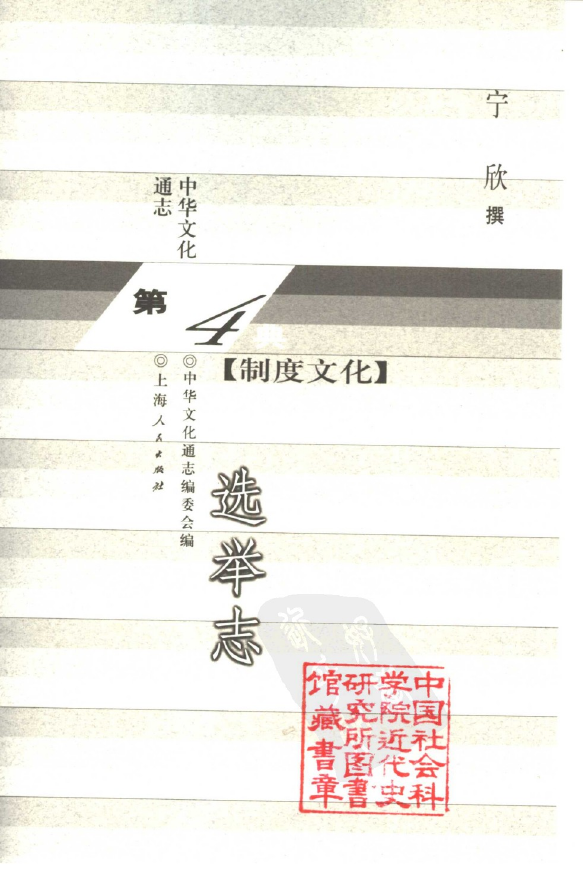 宁欣撰
中华文化
通志
第4典
【制度文化】
◎中华文化通志编委会编
◎上海人民出版社
选举志
中国社会科
学院近代史
研究所图書
馆藏書章